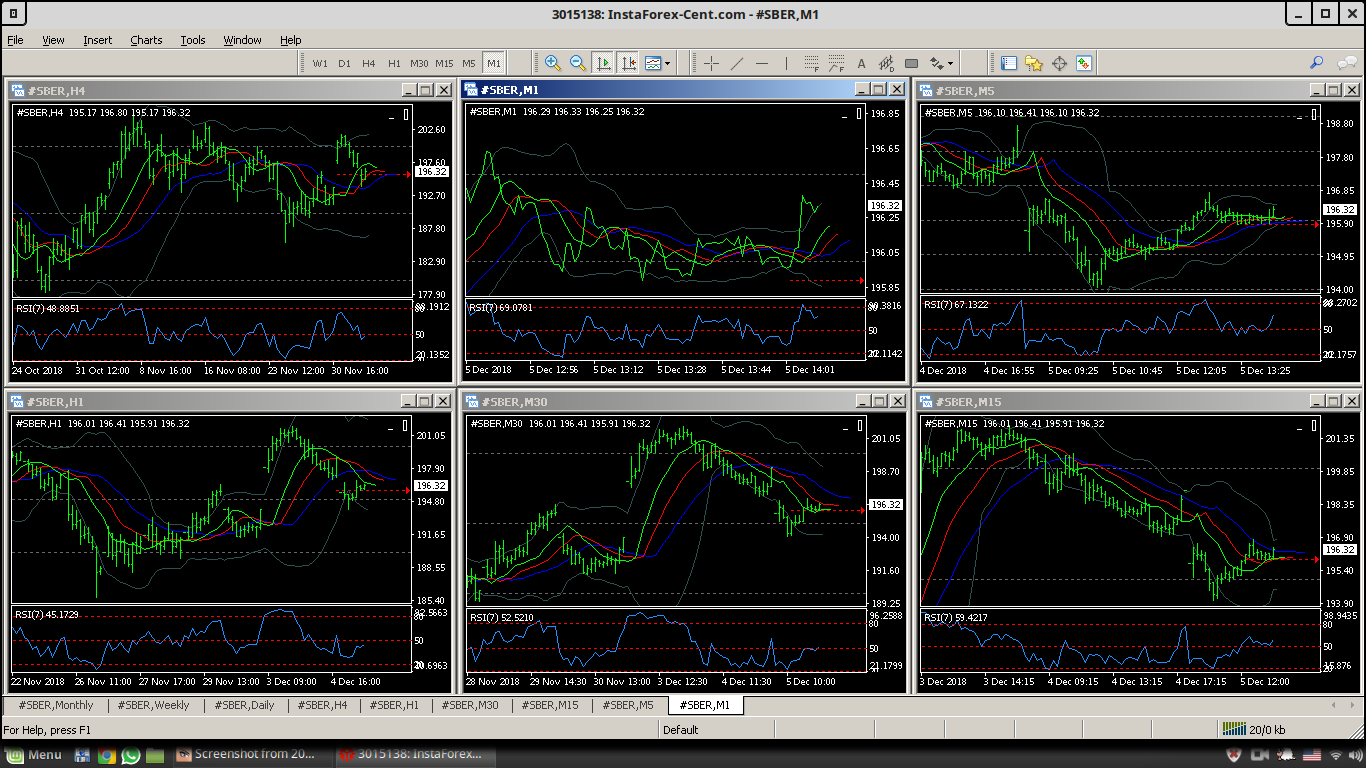 3015138: InstaForex-Cent.com - #SBER,M1
File View Insert Charts Tools Window Help
W1 D1 H4 H1 M30 M15 M5 M1
#SBER,H4
#SBER,H4 195.17 196.80 195.17 196.32
202.60
197.60
196.32
192.70
187.80
182.90
177.90
RSI(7) 48.8851
80
50
20.1352
24 Oct 2018 31 Oct 12:00 8 Nov 16:00 16 Nov 08:00 23 Nov 12:00 30 Nov 16:00
#SBER,M1
#SBER,M1 196.29 196.33 196.25 196.32
196.85
196.65
196.45
196.32
196.25
196.05
195.85
RSI(7) 69.0781
50
5 Dec 2018 5 Dec 12:56 5 Dec 13:12 5 Dec 13:28 5 Dec 13:44 5 Dec 14:01
#SBER,M5
#SBER,M5 196.10 196.41 196.10 196.32
198.80
197.80
196.85
196.32
195.90
194.95
194.00
RSI(7) 67.1322
50
4 Dec 2018 4 Dec 16:55 5 Dec 09:25 5 Dec 10:45 5 Dec 12:05 5 Dec 13:25
#SBER,H1
#SBER,H1 196.01 196.41 195.91 196.32
201.05
197.90
196.32
194.80
191.65
188.55
185.40
RSI(7) 45.1729
92.5663
80
50
22 Nov 2018 26 Nov 11:00 27 Nov 17:00 29 Nov 13:00 3 Dec 09:00 4 Dec 16:00
#SBER,M30
#SBER,M30 196.01 196.41 195.91 196.32
201.05
198.70
196.32
194.00
191.60
189.25
RSI(7) 52.5210
96.2588
80
50
28 Nov 2018 29 Nov 14:30 30 Nov 13:00 3 Dec 12:30 4 Dec 11:30 5 Dec 10:00
#SBER,M15
#SBER,M15 196.01 196.41 195.91 196.32
201.35
199.85
198.35
196.85
196.32
195.40
193.90
RSI(7) 59.4217
98.9435
80
50
3 Dec 2018 3 Dec 14:15 4 Dec 09:15 4 Dec 13:15 4 Dec 17:15 5 Dec 12:00
#SBER,Monthly #SBER,Weekly #SBER,Daily #SBER,H4 #SBER,H1 #SBER,M30 #SBER,M15 #SBER,M5 #SBER,M1
For Help, press F1 Default 20/0 kb
Menu Screenshot from 20... 3015138: InstaForex-Ce...